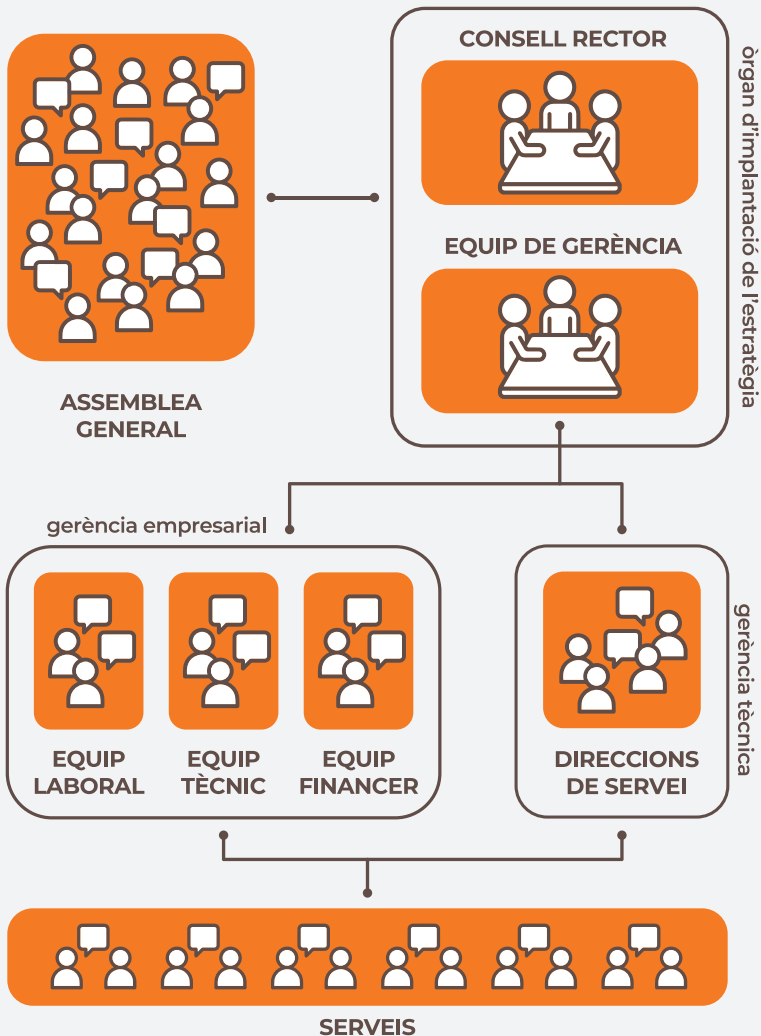 CONSELL RECTOR
EQUIP DE GERÈNCIA
òrgan d'implantació de l'estratègia
ASSEMBLEA
GENERAL
gerència empresarial
EQUIP
LABORAL
EQUIP
TÈCNIC
EQUIP
FINANCER
DIRECCIONS
DE SERVEI
gerència tècnica
SERVEIS